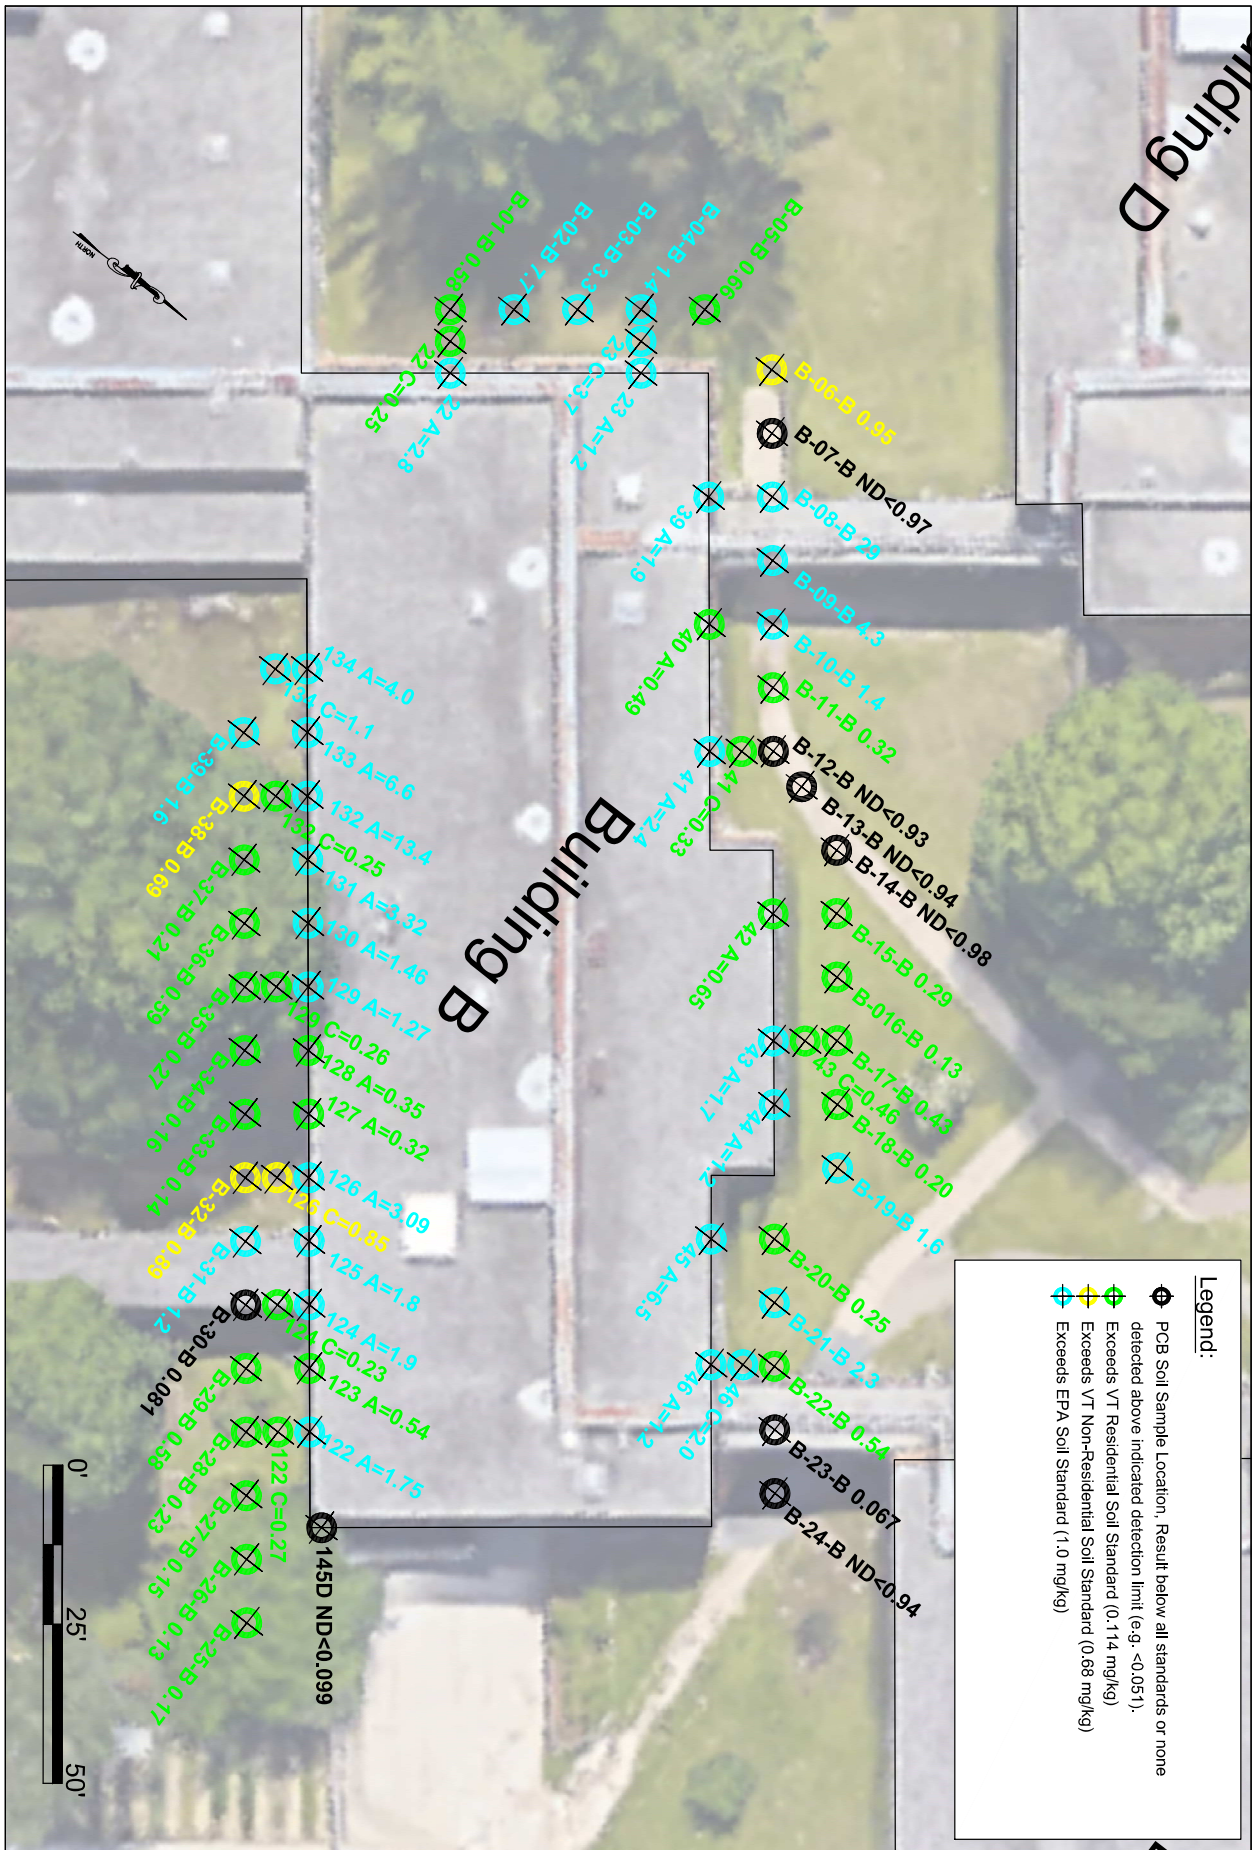 Building D
B-01-B 0.58
B-02-B 7.7
B-03-B 3.3
B-04-B 1.4
B-05-B 0.66
22 C=0.25
22 A=2.8
23 C=3.7
23 A=1.2
B-06-B 0.95
B-07-B ND<0.97
B-08-B 29
B-09-B 4.3
B-10-B 1.4
B-11-B 0.32
B-12-B ND<0.93
B-13-B ND<0.94
B-14-B ND<0.98
B-15-B 0.29
B-016-B 0.13
B-17-B 0.43
B-18-B 0.20
B-19-B 1.6
B-20-B 0.25
B-21-B 2.3
B-22-B 0.54
B-23-B 0.067
B-24-B ND<0.94
39 A=1.9
40 A=0.49
41 A=2.4
41 C=0.33
42 A=0.65
43 A=1.7
43 C=0.46
44 A=1.2
45 A=6.5
46 A=1.2
46 C=2.0
Building B
134 A=4.0
134 C=1.1
133 A=6.6
132 A=13.4
132 C=0.25
131 A=3.32
130 A=1.46
129 A=1.27
129 C=0.26
128 A=0.35
127 A=0.32
126 A=3.09
126 C=0.85
125 A=1.8
124 A=1.9
124 C=0.23
123 A=0.54
122 A=1.75
122 C=0.27
145D ND<0.099
B-39-B 1.6
B-38-B 0.69
B-37-B 0.21
B-36-B 0.59
B-35-B 0.27
B-34-B 0.16
B-33-B 0.14
B-32-B 0.89
B-31-B 1.2
B-30-B 0.081
B-29-B 0.58
B-28-B 0.23
B-27-B 0.15
B-26-B 0.13
B-25-B 0.17
NORTH
0'
25'
50'
Legend:
PCB Soil Sample Location, Result below all standards or none
detected above indicated detection limit (e.g. <0.051).
Exceeds VT Residential Soil Standard (0.114 mg/kg)
Exceeds VT Non-Residential Soil Standard (0.68 mg/kg)
Exceeds EPA Soil Standard (1.0 mg/kg)